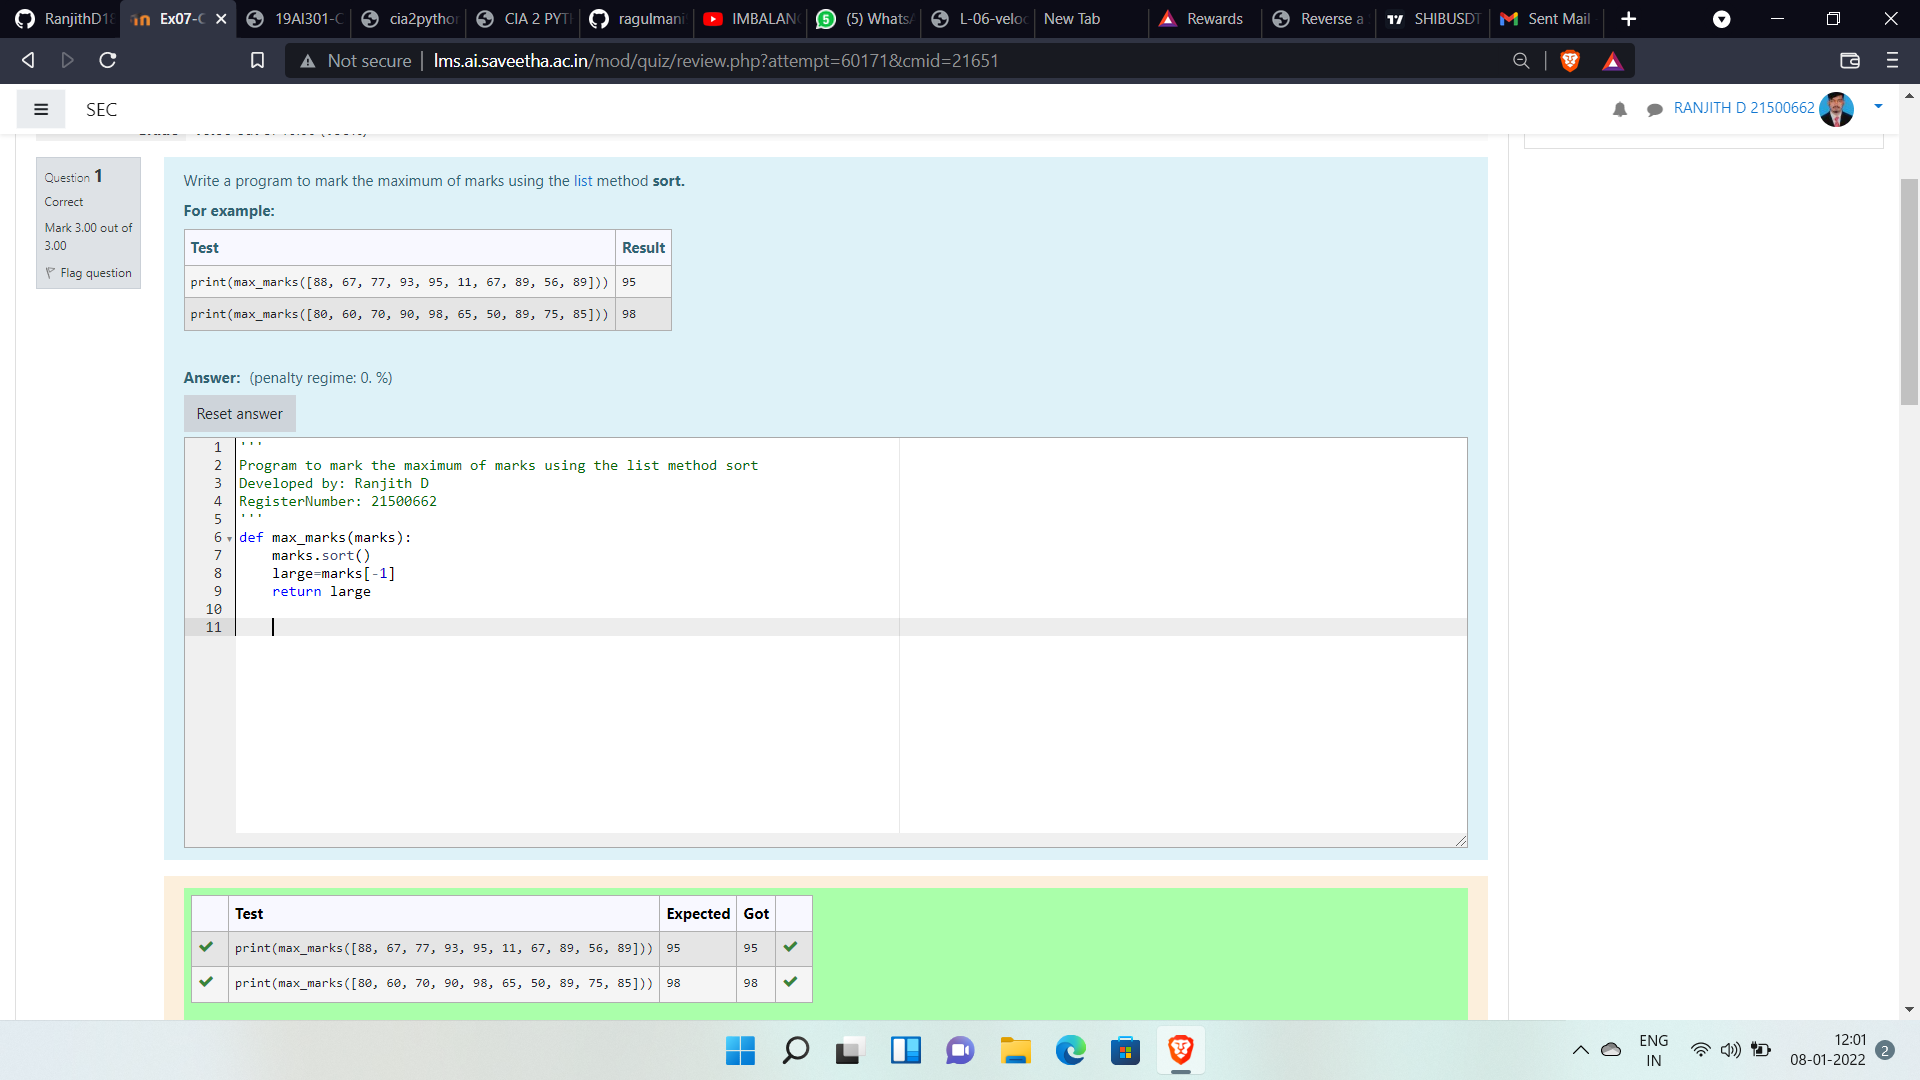 RanjithD18
Ex07-C
19AI301-C
cia2python
CIA 2 PYTH
ragulmani
IMBALANC
(5) WhatsA
L-06-veloc
New Tab
Rewards
Reverse a
SHIBUSDT
Sent Mail
Not secure | lms.ai.saveetha.ac.in/mod/quiz/review.php?attempt=60171&cmid=21651
SEC
RANJITH D 21500662
Question 1
Correct
Mark 3.00 out of
3.00
Flag question
Write a program to mark the maximum of marks using the list method sort.
For example:
Test Result
print(max_marks([88, 67, 77, 93, 95, 11, 67, 89, 56, 89])) 95
print(max_marks([80, 60, 70, 90, 98, 65, 50, 89, 75, 85])) 98
Answer: (penalty regime: 0. %)
Reset answer
1 '''
2 Program to mark the maximum of marks using the list method sort
3 Developed by: Ranjith D
4 RegisterNumber: 21500662
5 '''
6 def max_marks(marks):
7 marks.sort()
8 large=marks[-1]
9 return large
10
11
Test Expected Got
print(max_marks([88, 67, 77, 93, 95, 11, 67, 89, 56, 89])) 95 95
print(max_marks([80, 60, 70, 90, 98, 65, 50, 89, 75, 85])) 98 98
ENG
IN
12:01
08-01-2022
2